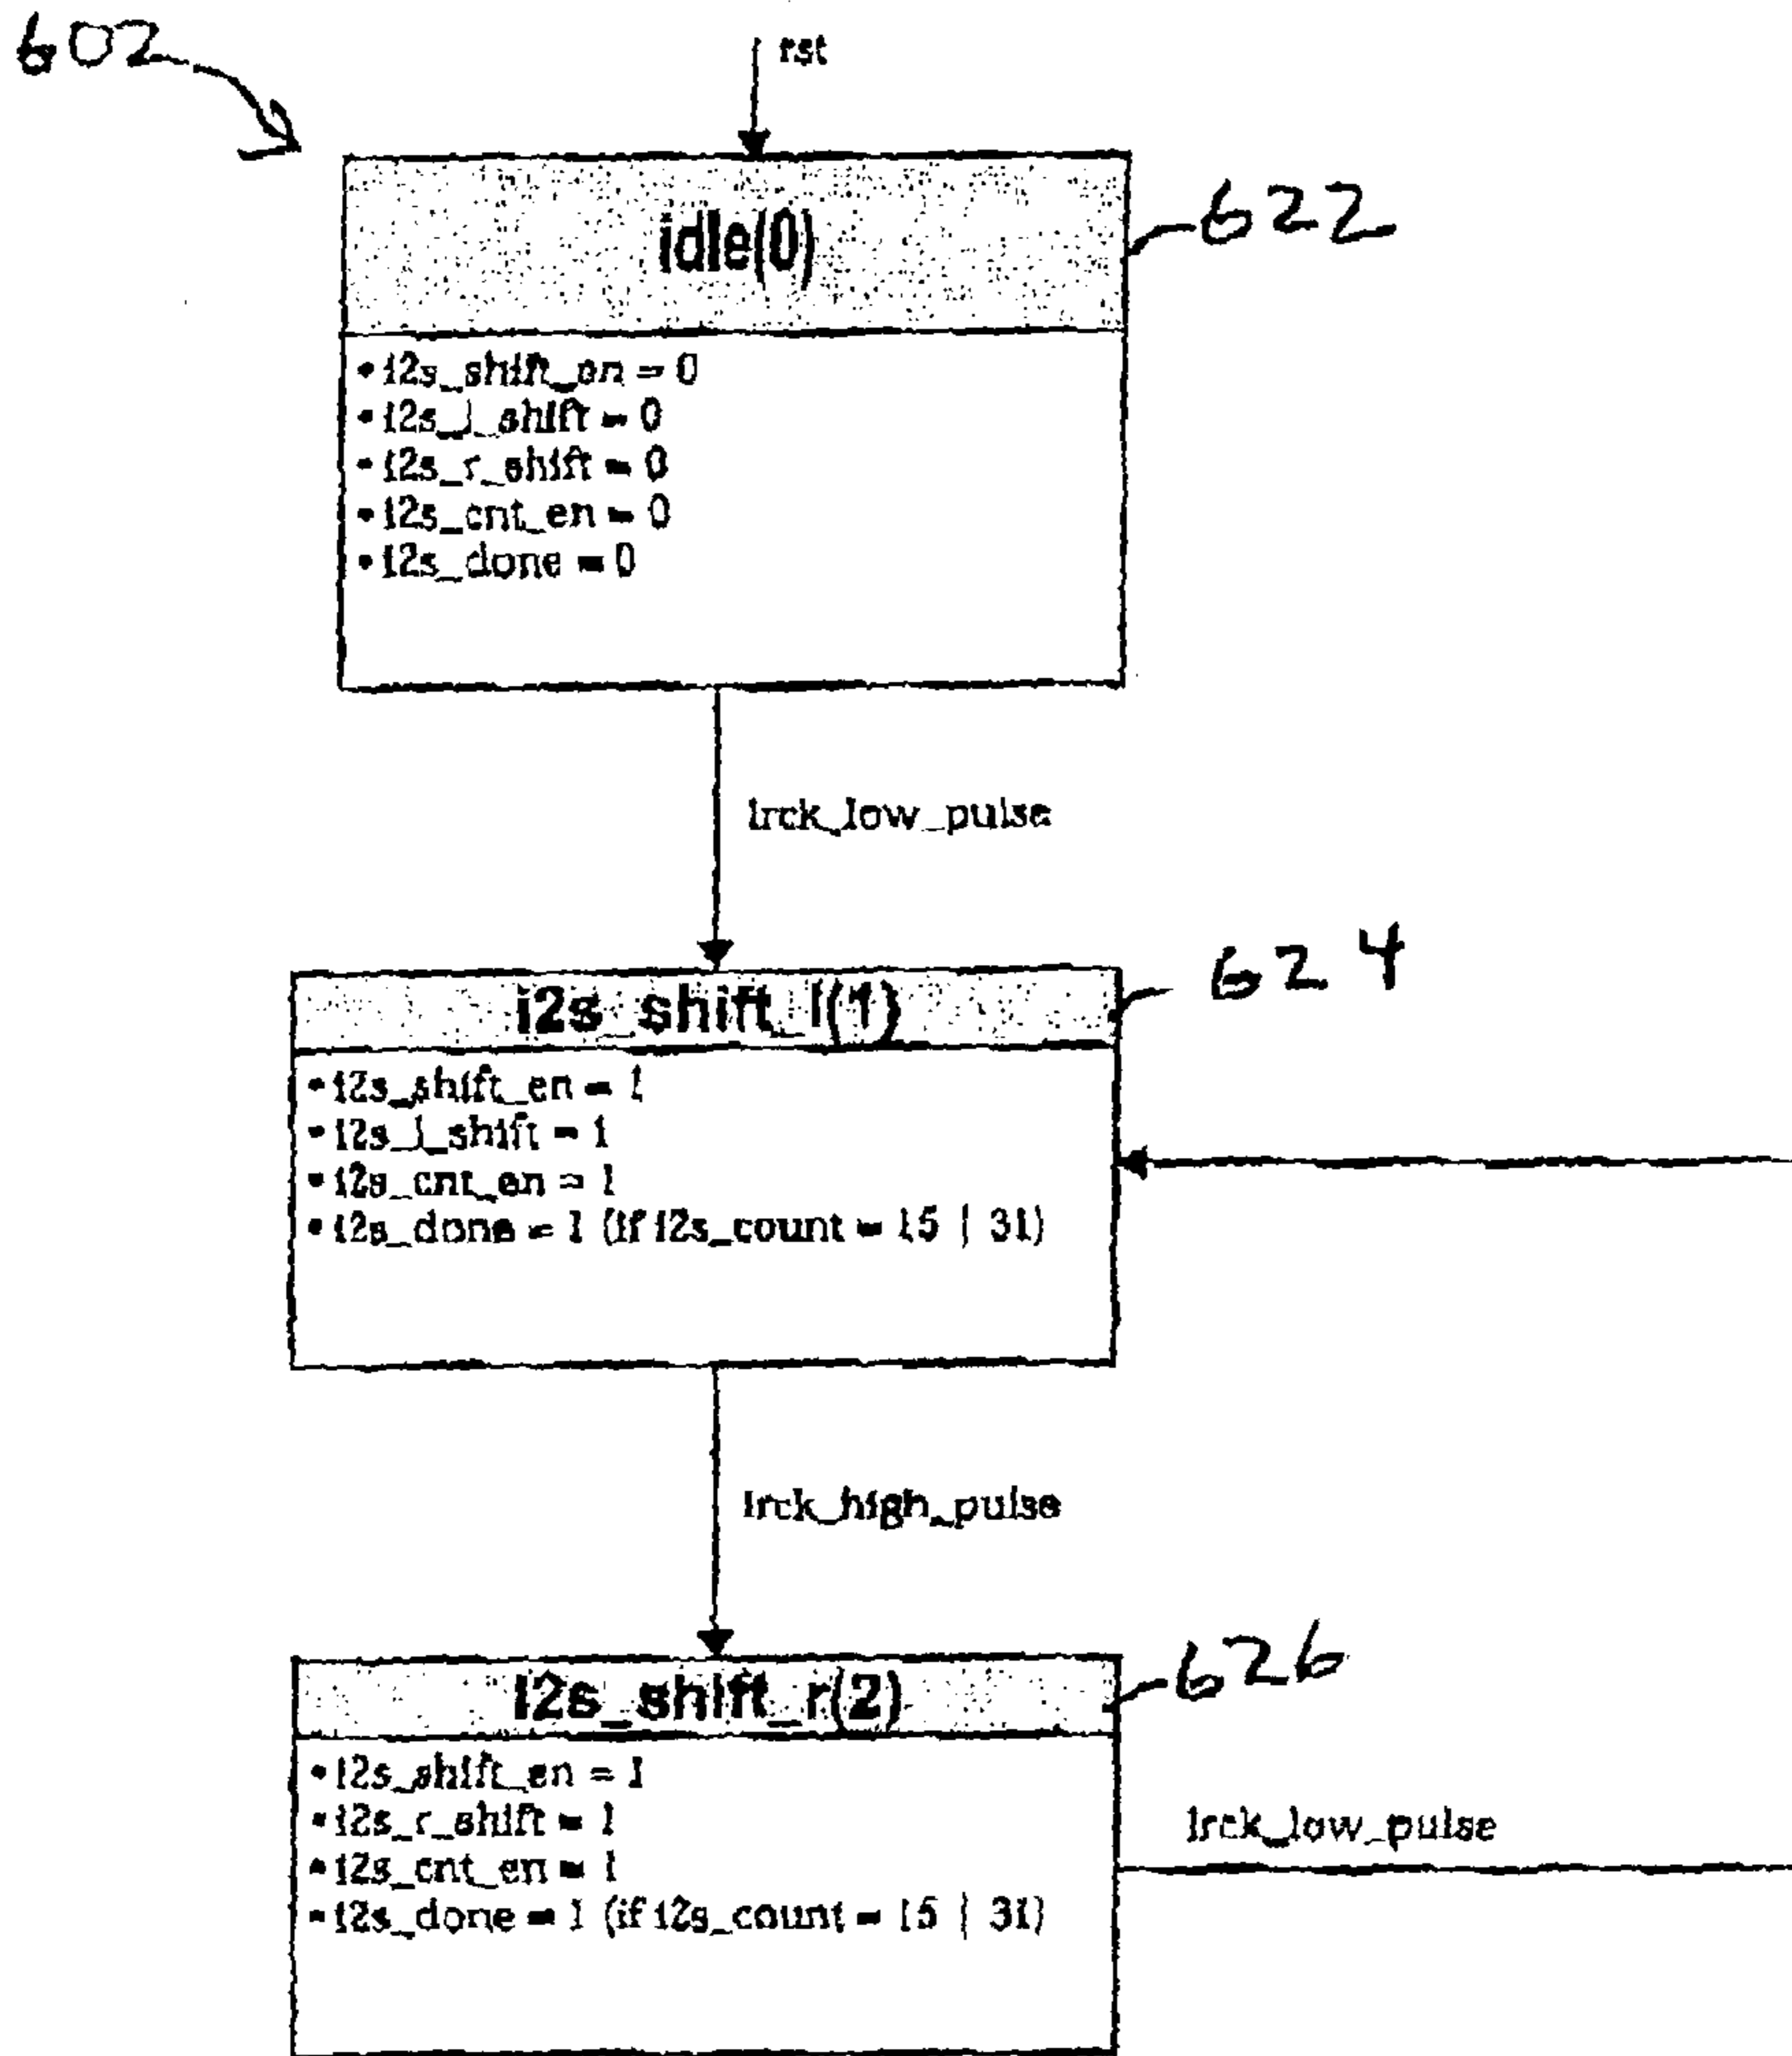 602
rst
idle(0)
622
•i2s_shift_en = 0
•i2s_l_shift = 0
•i2s_r_shift = 0
•i2s_cnt_en = 0
•i2s_done = 0
lrck_low_pulse
i2s_shift_l(1)
624
•i2s_shift_en = 1
•i2s_l_shift = 1
•i2s_cnt_en = 1
•i2s_done = 1 (if i2s_count = 15 | 31)
lrck_high_pulse
i2s_shift_r(2)
626
•i2s_shift_en = 1
•i2s_r_shift = 1
lrck_low_pulse
•i2s_cnt_en = 1
•i2s_done = 1 (if i2s_count = 15 | 31)